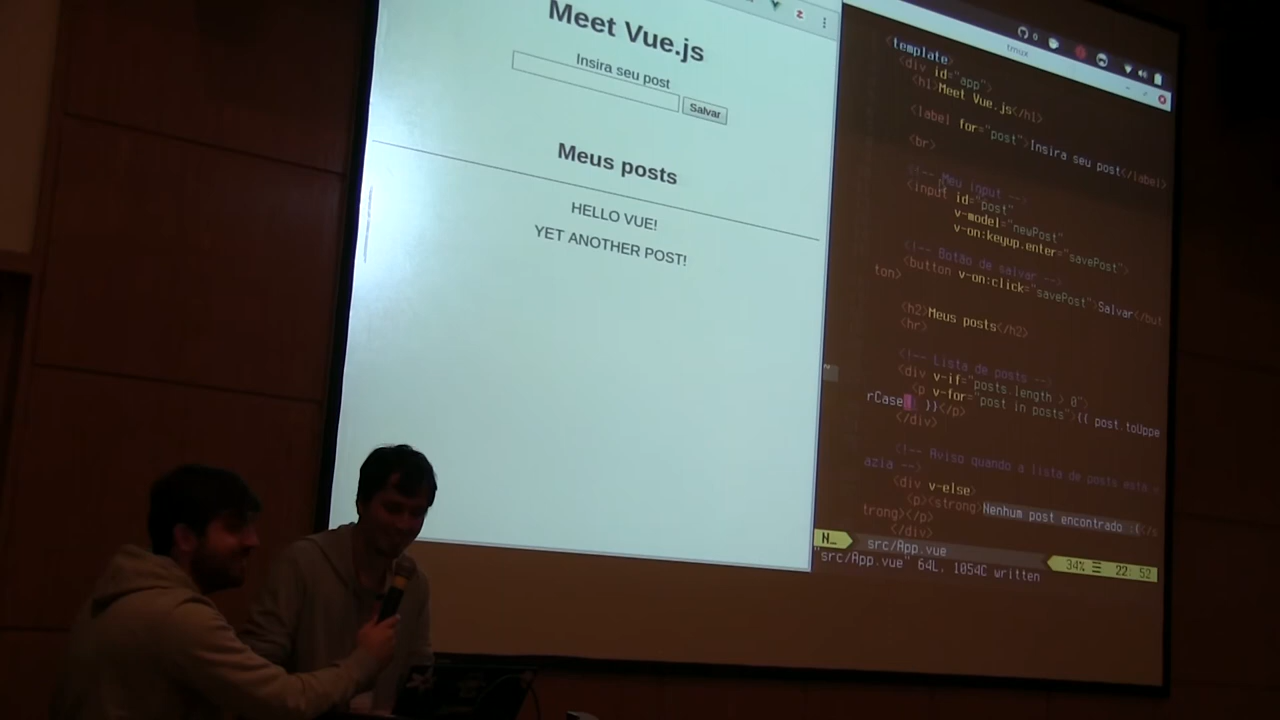 Meet Vue.js
Insira seu post
Salvar
Meus posts
HELLO VUE!
YET ANOTHER POST!
tmux
<template>
<div id="app">
<h1>Meet Vue.js</h1>
<label for="post">Insira seu post</label>
<br>
<!-- Meu input -->
<input id="post"
v-model="newPost"
v-on:keyup.enter="savePost">
<!-- Botão de salvar -->
<button v-on:click="savePost">Salvar</but
ton>
<h2>Meus posts</h2>
<hr>
<!-- Lista de posts -->
<div v-if="posts.length > 0">
<p v-for="post in posts">{{ post.toUppe
rCase() }}</p>
</div>
<!-- Aviso quando a lista de posts está v
azia -->
<div v-else>
<p><strong>Nenhum post encontrado :(</s
trong></p>
</div>
N_ src/App.vue 34% ☰ 22: 52
"src/App.vue" 64L, 1054C written